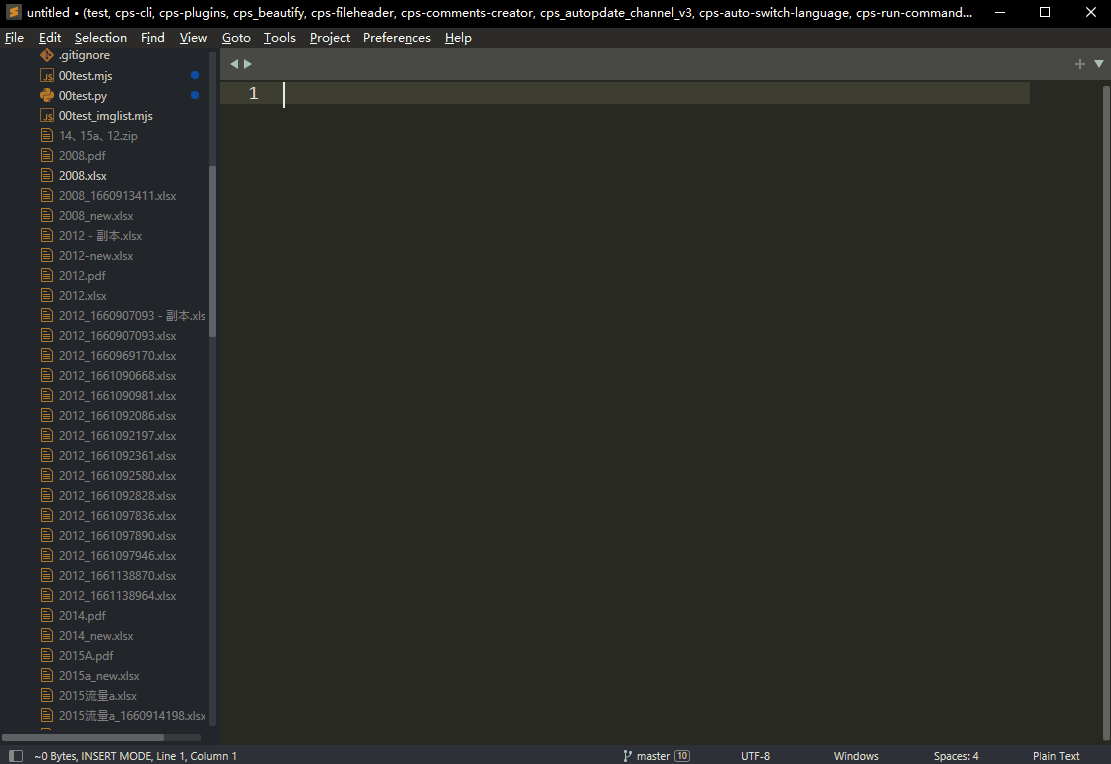 untitled • (test, cps-cli, cps-plugins, cps_beautify, cps-fileheader, cps-comments-creator, cps_autopdate_channel_v3, cps-auto-switch-language, cps-run-command...
File Edit Selection Find View Goto Tools Project Preferences Help
.gitignore
00test.mjs
00test.py
00test_imglist.mjs
14、15a、12.zip
2008.pdf
2008.xlsx
2008_1660913411.xlsx
2008_new.xlsx
2012 - 副本.xlsx
2012-new.xlsx
2012.pdf
2012.xlsx
2012_1660907093 - 副本.xls
2012_1660907093.xlsx
2012_1660969170.xlsx
2012_1661090668.xlsx
2012_1661090981.xlsx
2012_1661092086.xlsx
2012_1661092197.xlsx
2012_1661092361.xlsx
2012_1661092580.xlsx
2012_1661092828.xlsx
2012_1661097836.xlsx
2012_1661097890.xlsx
2012_1661097946.xlsx
2012_1661138870.xlsx
2012_1661138964.xlsx
2014.pdf
2014_new.xlsx
2015A.pdf
2015a_new.xlsx
2015流量a.xlsx
2015流量a_1660914198.xlsx
1
~0 Bytes, INSERT MODE, Line 1, Column 1 master 10 UTF-8 Windows Spaces: 4 Plain Text